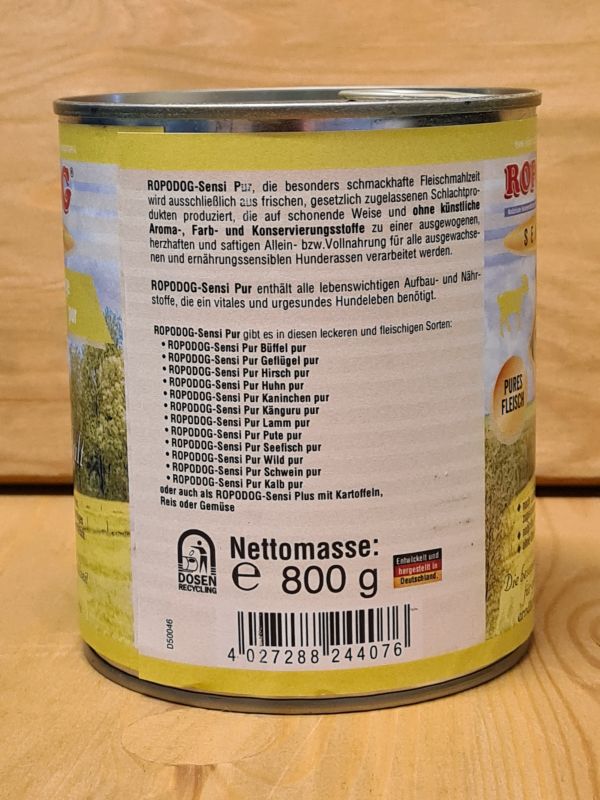 ROPODOG-Sensi Pur, die besonders schmackhafte Fleischmahlzeit
wird ausschließlich aus frischen, gesetzlich zugelassenen Schlachtpro-
dukten produziert, die auf schonende Weise und ohne künstliche
Aroma-, Farb- und Konservierungsstoffe zu einer ausgewogenen,
herzhaften und saftigen Allein- bzw. Vollnahrung für alle ausgewachse-
nen und ernährungssensiblen Hunderassen verarbeitet werden.
ROPODOG-Sensi Pur enthält alle lebenswichtigen Aufbau- und Nähr-
stoffe, die ein vitales und urgesundes Hundeleben benötigt.
ROPODOG-Sensi Pur gibt es in diesen leckeren und fleischigen Sorten:
• ROPODOG-Sensi Pur Büffel pur
• ROPODOG-Sensi Pur Geflügel pur
• ROPODOG-Sensi Pur Hirsch pur
• ROPODOG-Sensi Pur Huhn pur
• ROPODOG-Sensi Pur Kaninchen pur
• ROPODOG-Sensi Pur Känguru pur
• ROPODOG-Sensi Pur Lamm pur
• ROPODOG-Sensi Pur Pute pur
• ROPODOG-Sensi Pur Seefisch pur
• ROPODOG-Sensi Pur Wild pur
• ROPODOG-Sensi Pur Schwein pur
• ROPODOG-Sensi Pur Kalb pur
oder auch als ROPODOG-Sensi Plus mit Kartoffeln,
Reis oder Gemüse
DOSEN
RECYCLING
Nettomasse:
e 800 g
Entwickelt und
hergestellt in
Deutschland.
D50046
4 027288 244076
PURES
FLEISCH